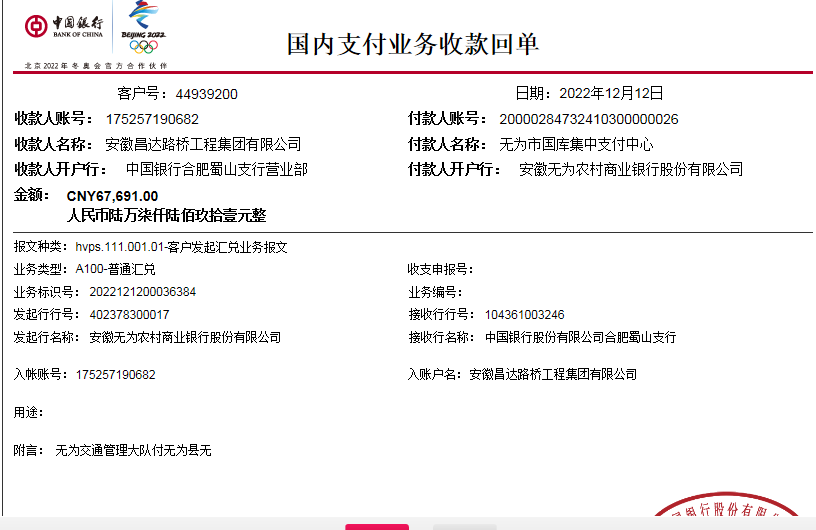 中国银行
BANK OF CHINA
BEIJING 2022
北京2022年冬奥会官方合作伙伴
国内支付业务收款回单
客户号：44939200 日期：2022年12月12日
收款人账号：175257190682 付款人账号：20000284732410300000026
收款人名称：安徽昌达路桥工程集团有限公司 付款人名称：无为市国库集中支付中心
收款人开户行：中国银行合肥蜀山支行营业部 付款人开户行：安徽无为农村商业银行股份有限公司
金额：CNY67,691.00
人民币陆万柒仟陆佰玖拾壹元整
报文种类：hvps.111.001.01-客户发起汇兑业务报文
业务类型：A100-普通汇兑 收支申报号：
业务标识号：2022121200036384 业务编号：
发起行行号：402378300017 接收行行号：104361003246
发起行名称：安徽无为农村商业银行股份有限公司 接收行名称：中国银行股份有限公司合肥蜀山支行
入帐账号：175257190682 入账户名：安徽昌达路桥工程集团有限公司
用途：
附言：无为交通管理大队付无为县无
国银行股份有限公